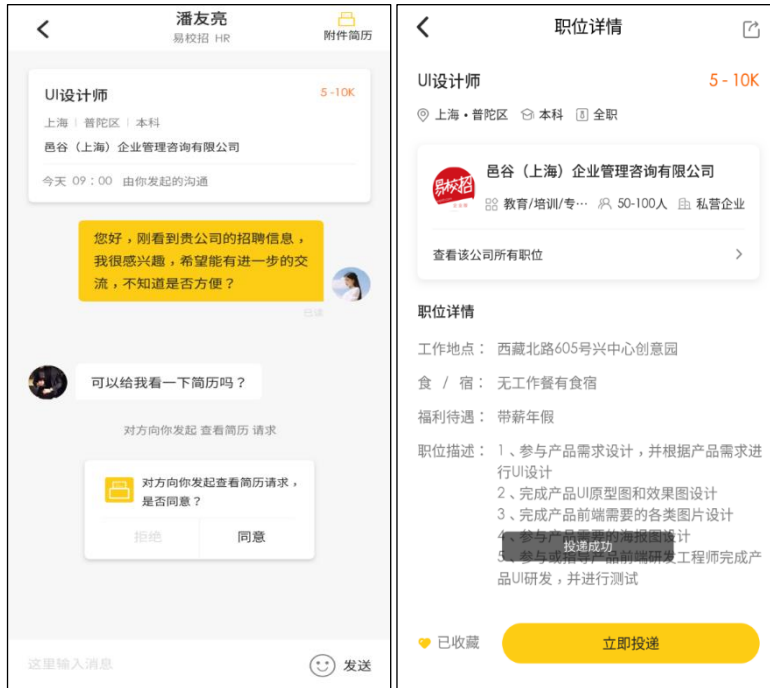 潘友亮
易校招 HR
附件简历
UI设计师
5 -10K
上海 | 普陀区 | 本科
邑谷（上海）企业管理咨询有限公司
今天 09：00 由你发起的沟通
您好，刚看到贵公司的招聘信息，
我很感兴趣，希望能有进一步的交
流，不知道是否方便？
已读
可以给我看一下简历吗？
对方向你发起 查看简历 请求
对方向你发起查看简历请求，
是否同意？
拒绝
同意
这里输入消息
发送
职位详情
UI设计师
5 - 10K
上海・普陀区 本科 全职
易校招
邑谷（上海）企业管理咨询有限公司
教育/培训/专… 50-100人 私营企业
查看该公司所有职位
职位详情
工作地点： 西藏北路605号兴中心创意园
食 / 宿： 无工作餐有食宿
福利待遇： 带薪年假
职位描述： 1、参与产品需求设计，并根据产品需求进
行UI设计
2、完成产品UI原型图和效果图设计
3、完成产品前端需要的各类图片设计
4、参与产品需要的海报图设计
投递成功
5、参与或指导产品前端研发工程师完成产
品UI研发，并进行测试
已收藏
立即投递